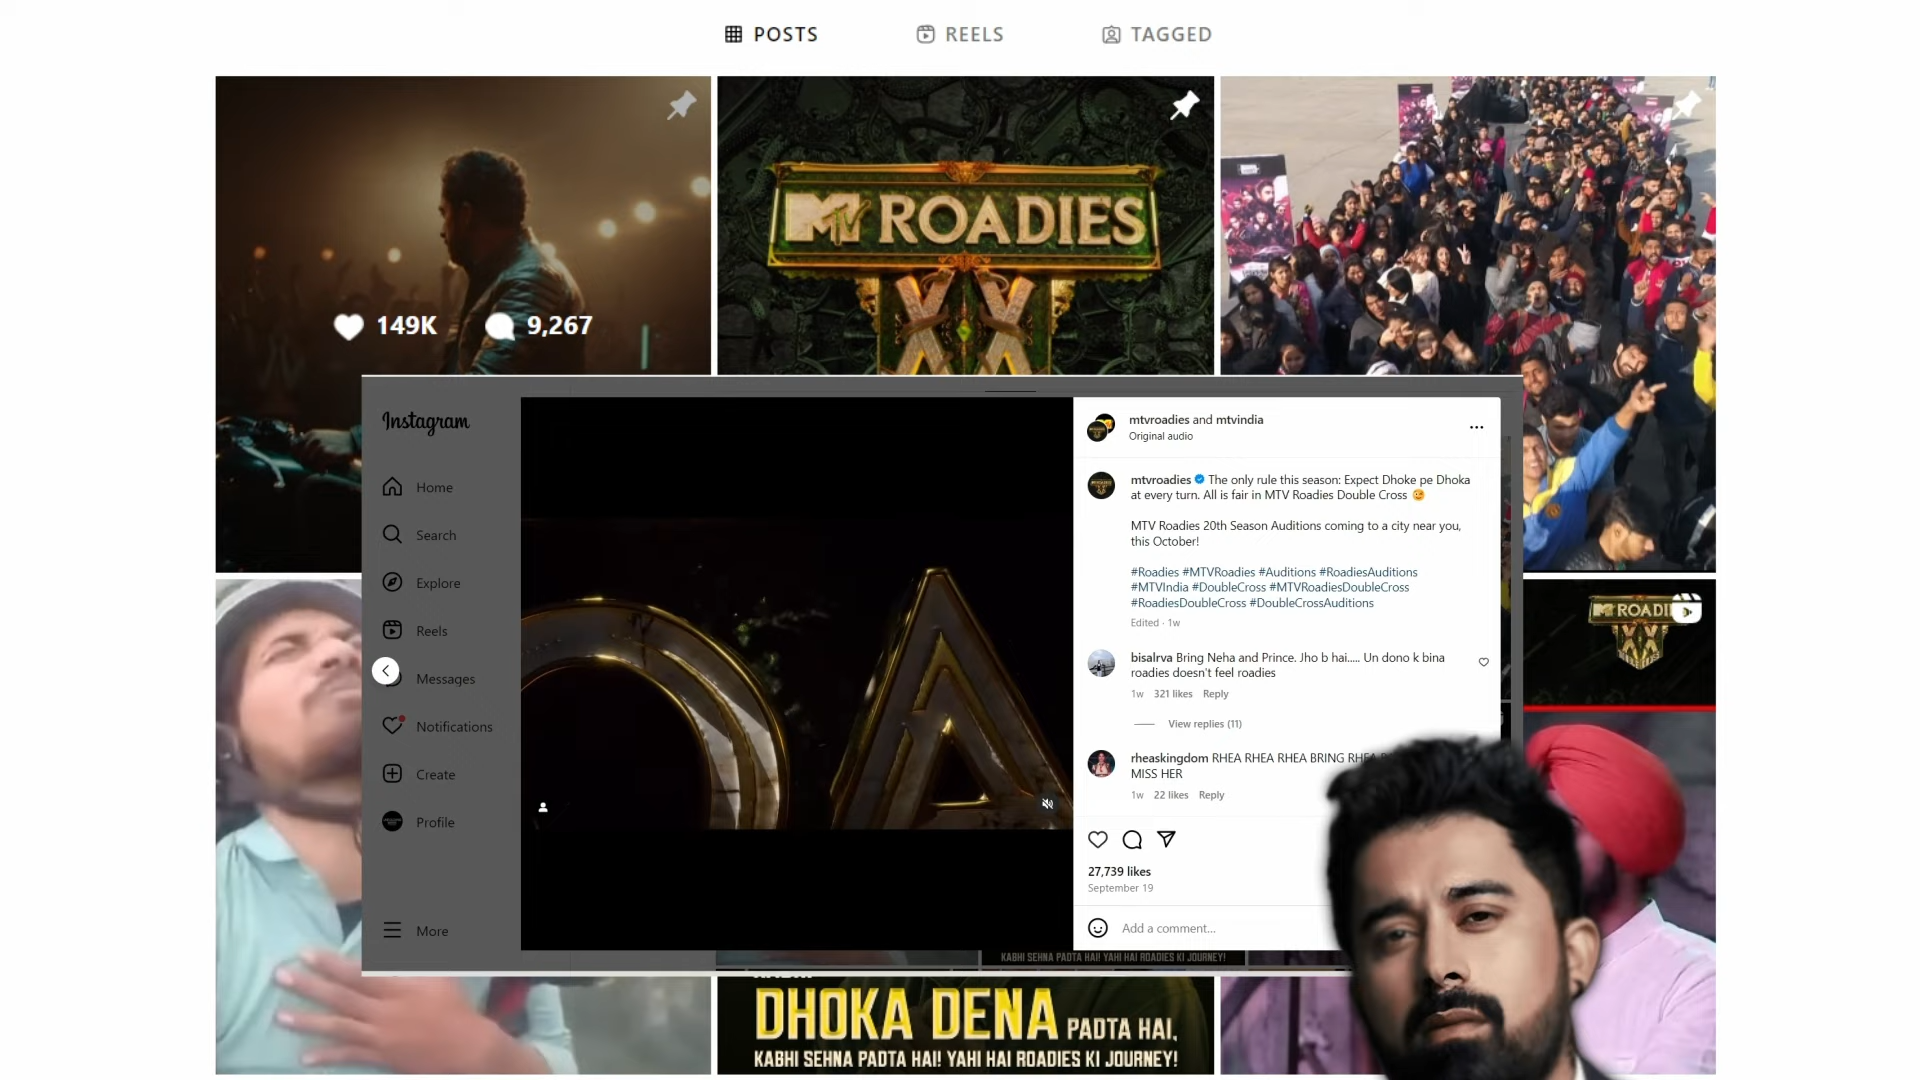 POSTS
REELS
TAGGED
MTV ROADIES
XX
149K
9,267
Instagram
Home
Search
Explore
Reels
Messages
Notifications
Create
Profile
More
mtvroadies and mtvindia
Original audio
mtvroadies The only rule this season: Expect Dhoke pe Dhoka
at every turn. All is fair in MTV Roadies Double Cross 😉
MTV Roadies 20th Season Auditions coming to a city near you,
this October!
#Roadies #MTVRoadies #Auditions #RoadiesAuditions
#MTVIndia #DoubleCross #MTVRoadiesDoubleCross
#RoadiesDoubleCross #DoubleCrossAuditions
Edited · 1w
bisalrva Bring Neha and Prince. Jho b hai..... Un dono k bina
roadies doesn't feel roadies
1w 321 likes Reply
View replies (11)
rheaskingdom RHEA RHEA RHEA BRING RHEA
MISS HER
1w 22 likes Reply
27,739 likes
September 19
Add a comment...
MTV ROADI
XX
KABHI SEHNA PADTA HAI! YAHI HAI ROADIES KI JOURNEY!
DHOKA DENA PADTA HAI,
KABHI SEHNA PADTA HAI! YAHI HAI ROADIES KI JOURNEY!